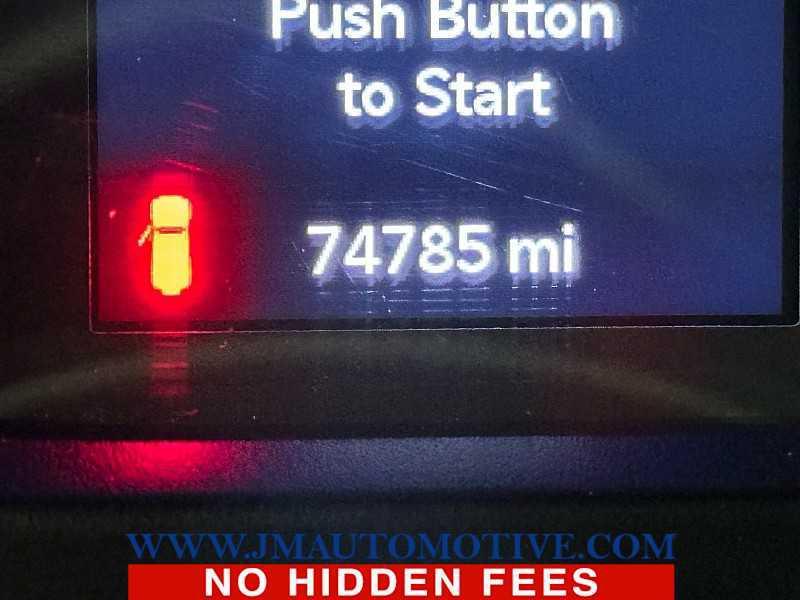 Push Button
to Start
74785 mi
WWW.JMAUTOMOTIVE.COM
NO HIDDEN FEES